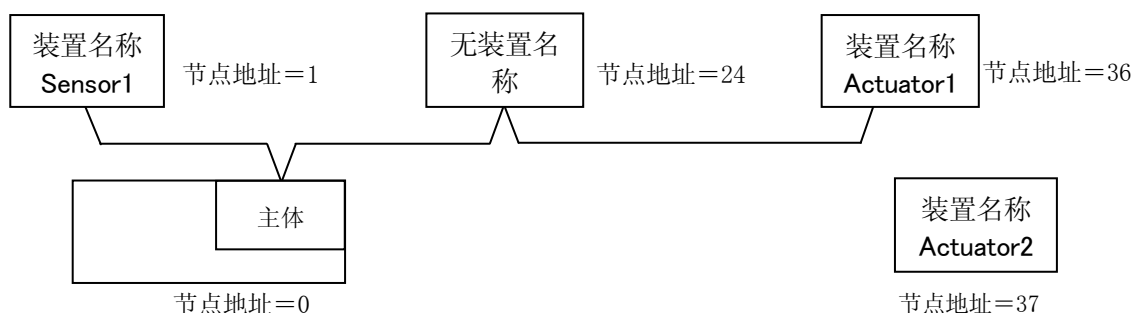 装置名称
Sensor1
节点地址＝1
无装置名
称
节点地址＝24
装置名称
Actuator1
节点地址＝36
主体
节点地址＝0
装置名称
Actuator2
节点地址＝37